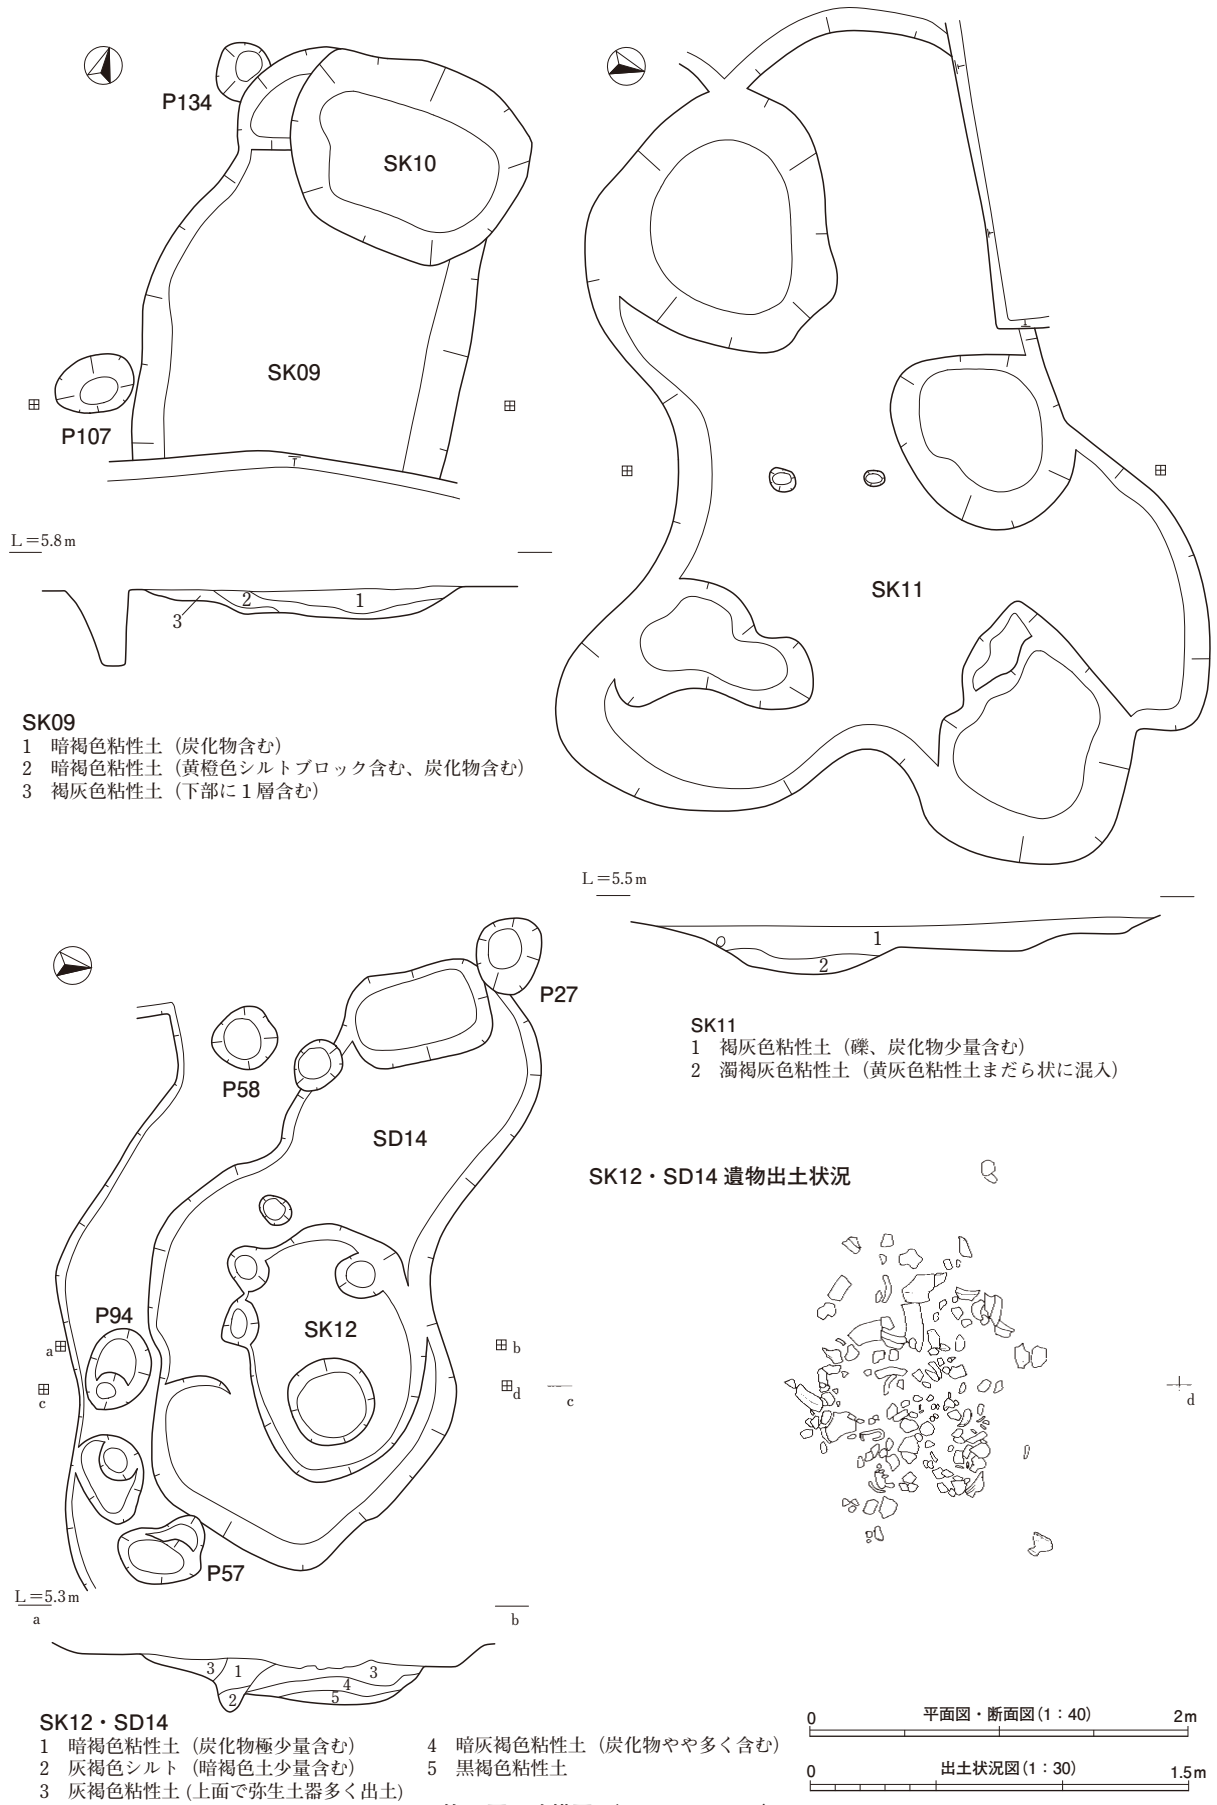 P134
SK10
SK09
P107
L＝5.8m
1
2
3
SK09
1　暗褐色粘性土（炭化物含む）
2　暗褐色粘性土（黄橙色シルトブロック含む、炭化物含む）
3　褐灰色粘性土（下部に１層含む）
SK11
L＝5.5m
1
2
SK11
1　褐灰色粘性土（礫、炭化物少量含む）
2　濁褐灰色粘性土（黄灰色粘性土まだら状に混入）
P27
P58
SD14
SK12
P94
a
b
c
d
P57
L＝5.3m
a
b
3
1
3
4
2
5
SK12・SD14 遺物出土状況
c
d
SK12・SD14
1　暗褐色粘性土（炭化物極少量含む）
2　灰褐色シルト（暗褐色土少量含む）
3　灰褐色粘性土(上面で弥生土器多く出土)
4　暗灰褐色粘性土（炭化物やや多く含む）
5　黒褐色粘性土
0　平面図・断面図(1：40)　2m
0　出土状況図(1：30)　1.5m